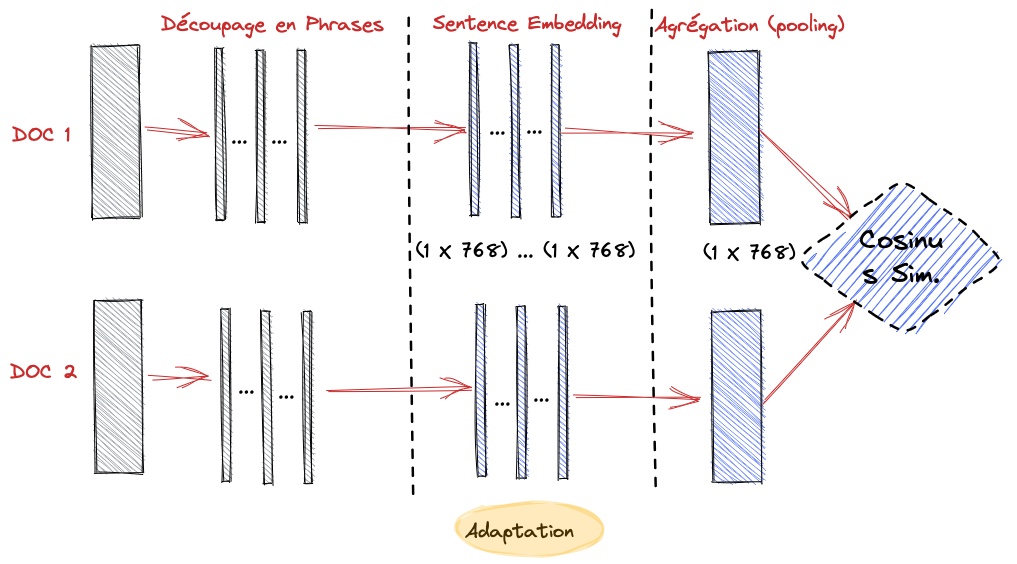 Découpage en Phrases
Sentence Embedding
Agrégation (pooling)
DOC 1
... ...
... ...
(1 X 768) ... (1 X 768)
(1 X 768)
Cosinu
s Sim.
DOC 2
... ...
... ...
Adaptation